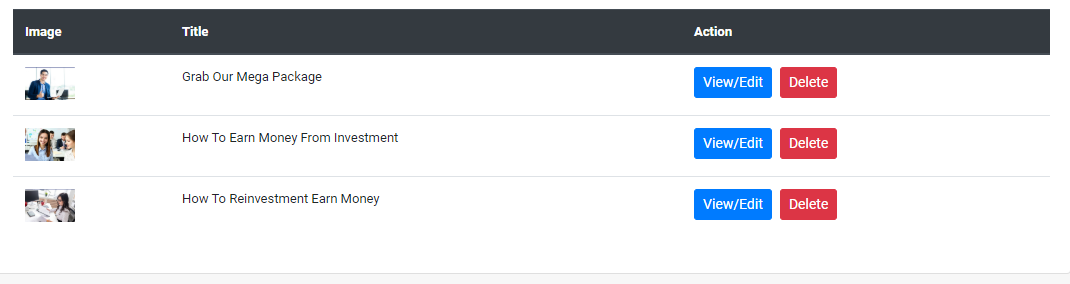 Image Title Action
Grab Our Mega Package View/Edit Delete
How To Earn Money From Investment View/Edit Delete
How To Reinvestment Earn Money View/Edit Delete